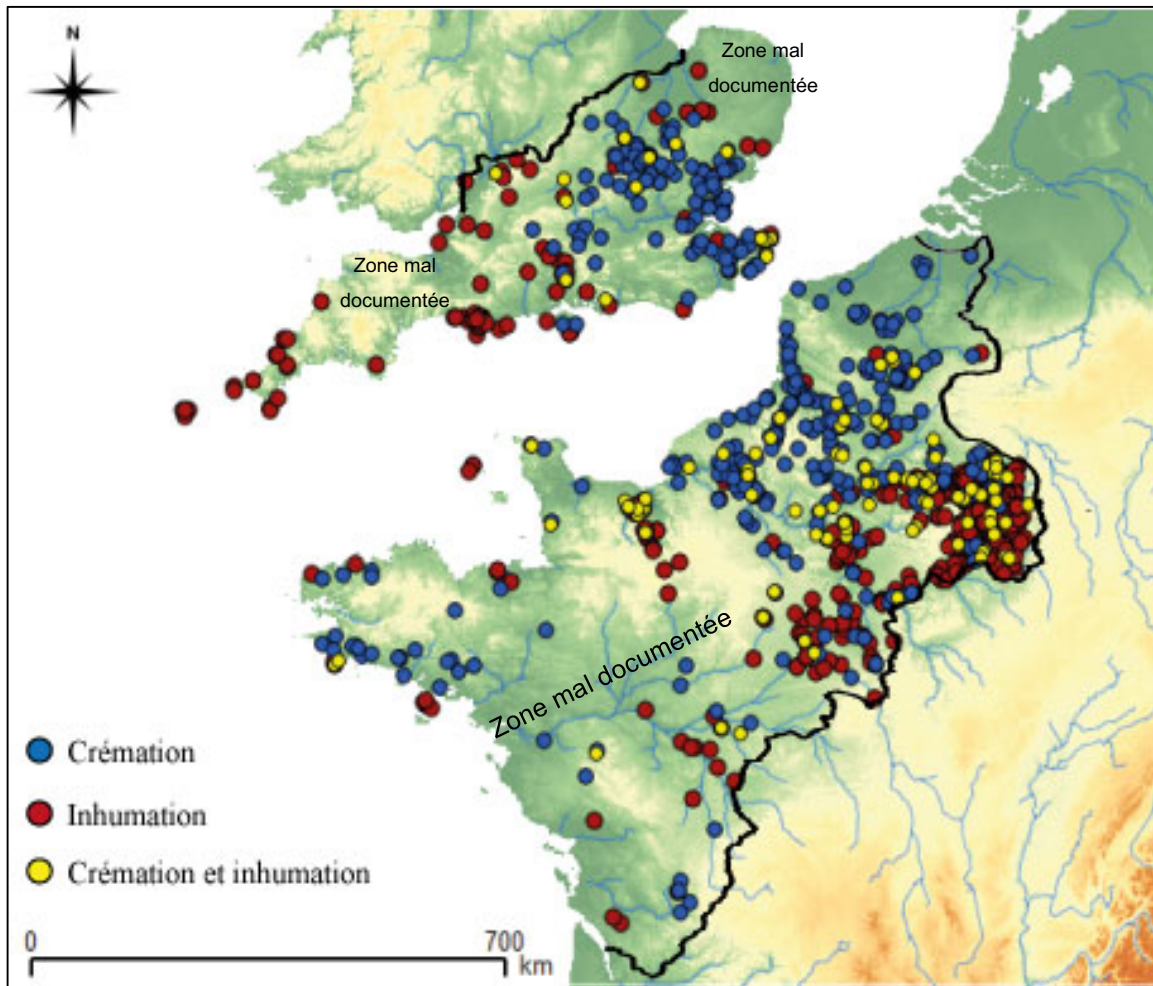 N
Zone mal
documentée
Zone mal
documentée
Zone mal documentée
Crémation
Inhumation
Crémation et inhumation
0 700
km